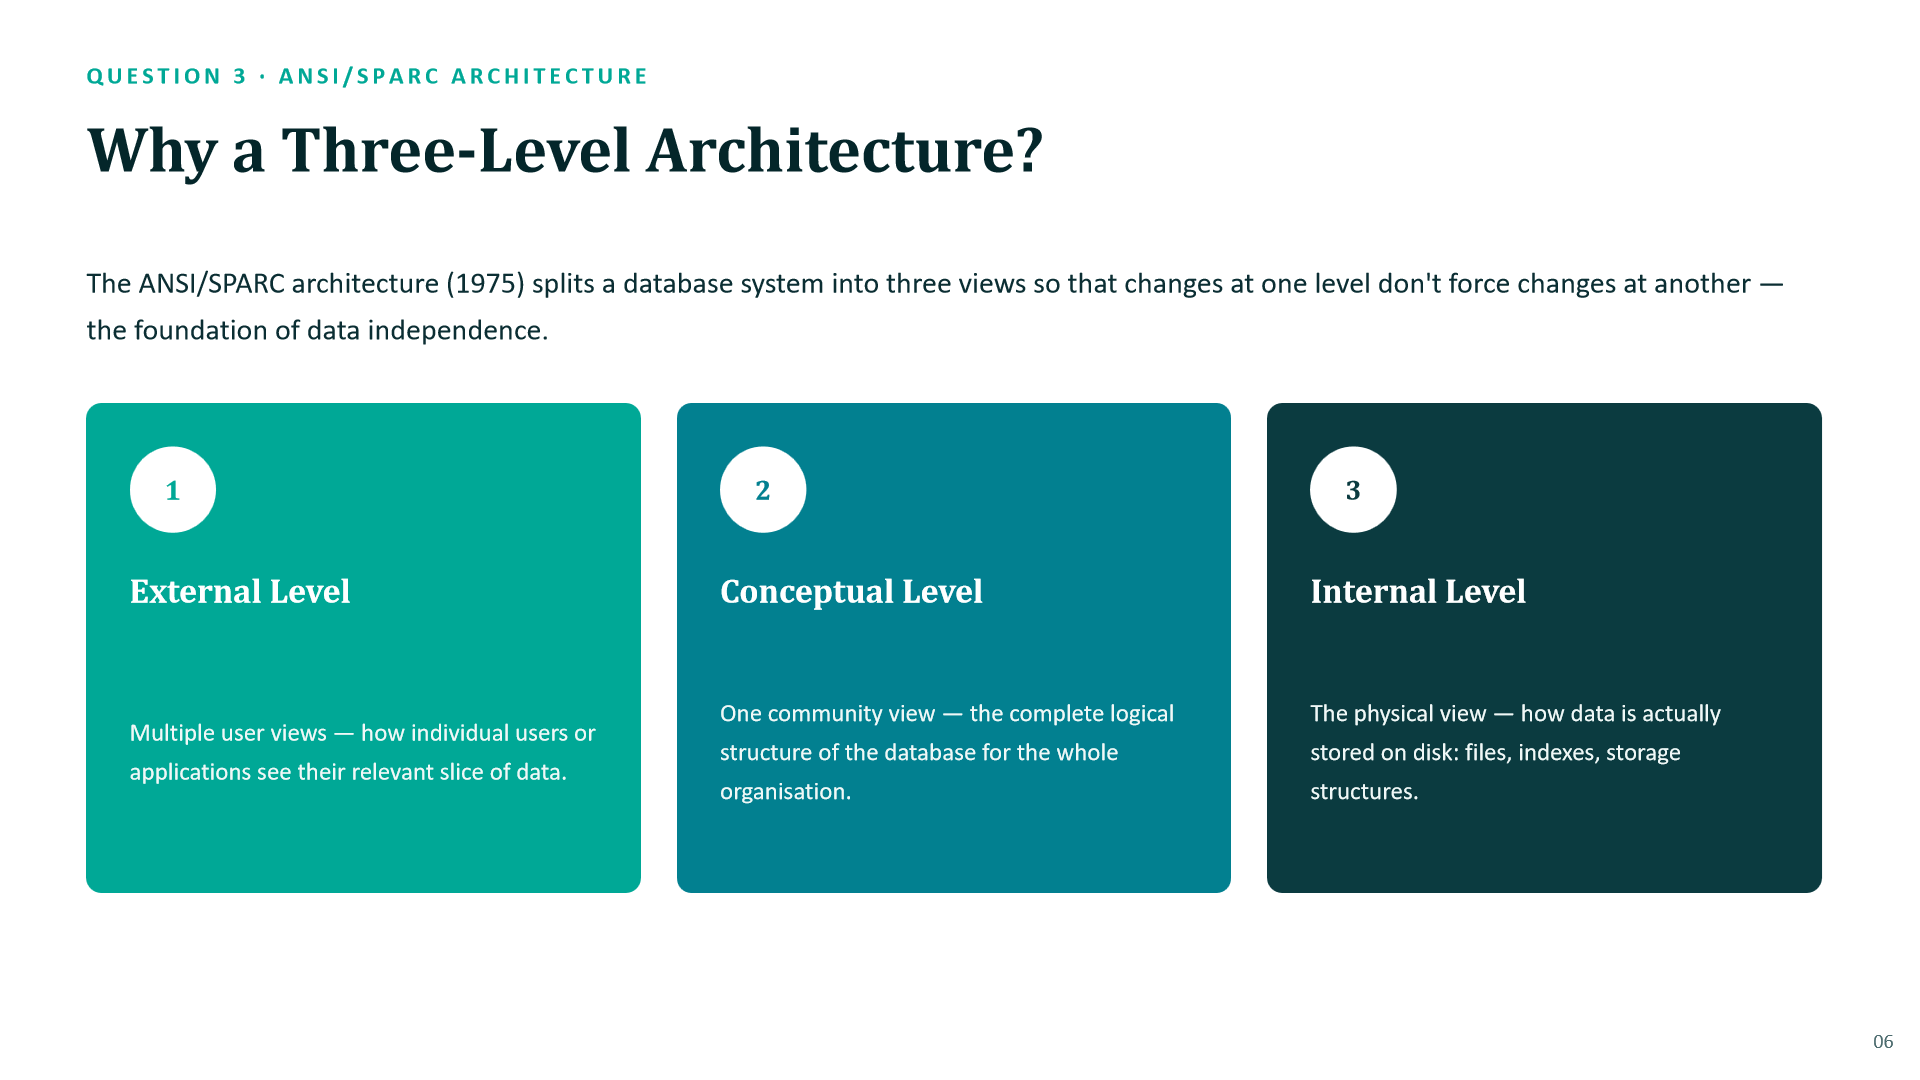 QUESTION 3 · ANSI/SPARC ARCHITECTURE
Why a Three-Level Architecture?
The ANSI/SPARC architecture (1975) splits a database system into three views so that changes at one level don't force changes at another —
the foundation of data independence.
1
External Level
Multiple user views — how individual users or
applications see their relevant slice of data.
2
Conceptual Level
One community view — the complete logical
structure of the database for the whole
organisation.
3
Internal Level
The physical view — how data is actually
stored on disk: files, indexes, storage
structures.
06